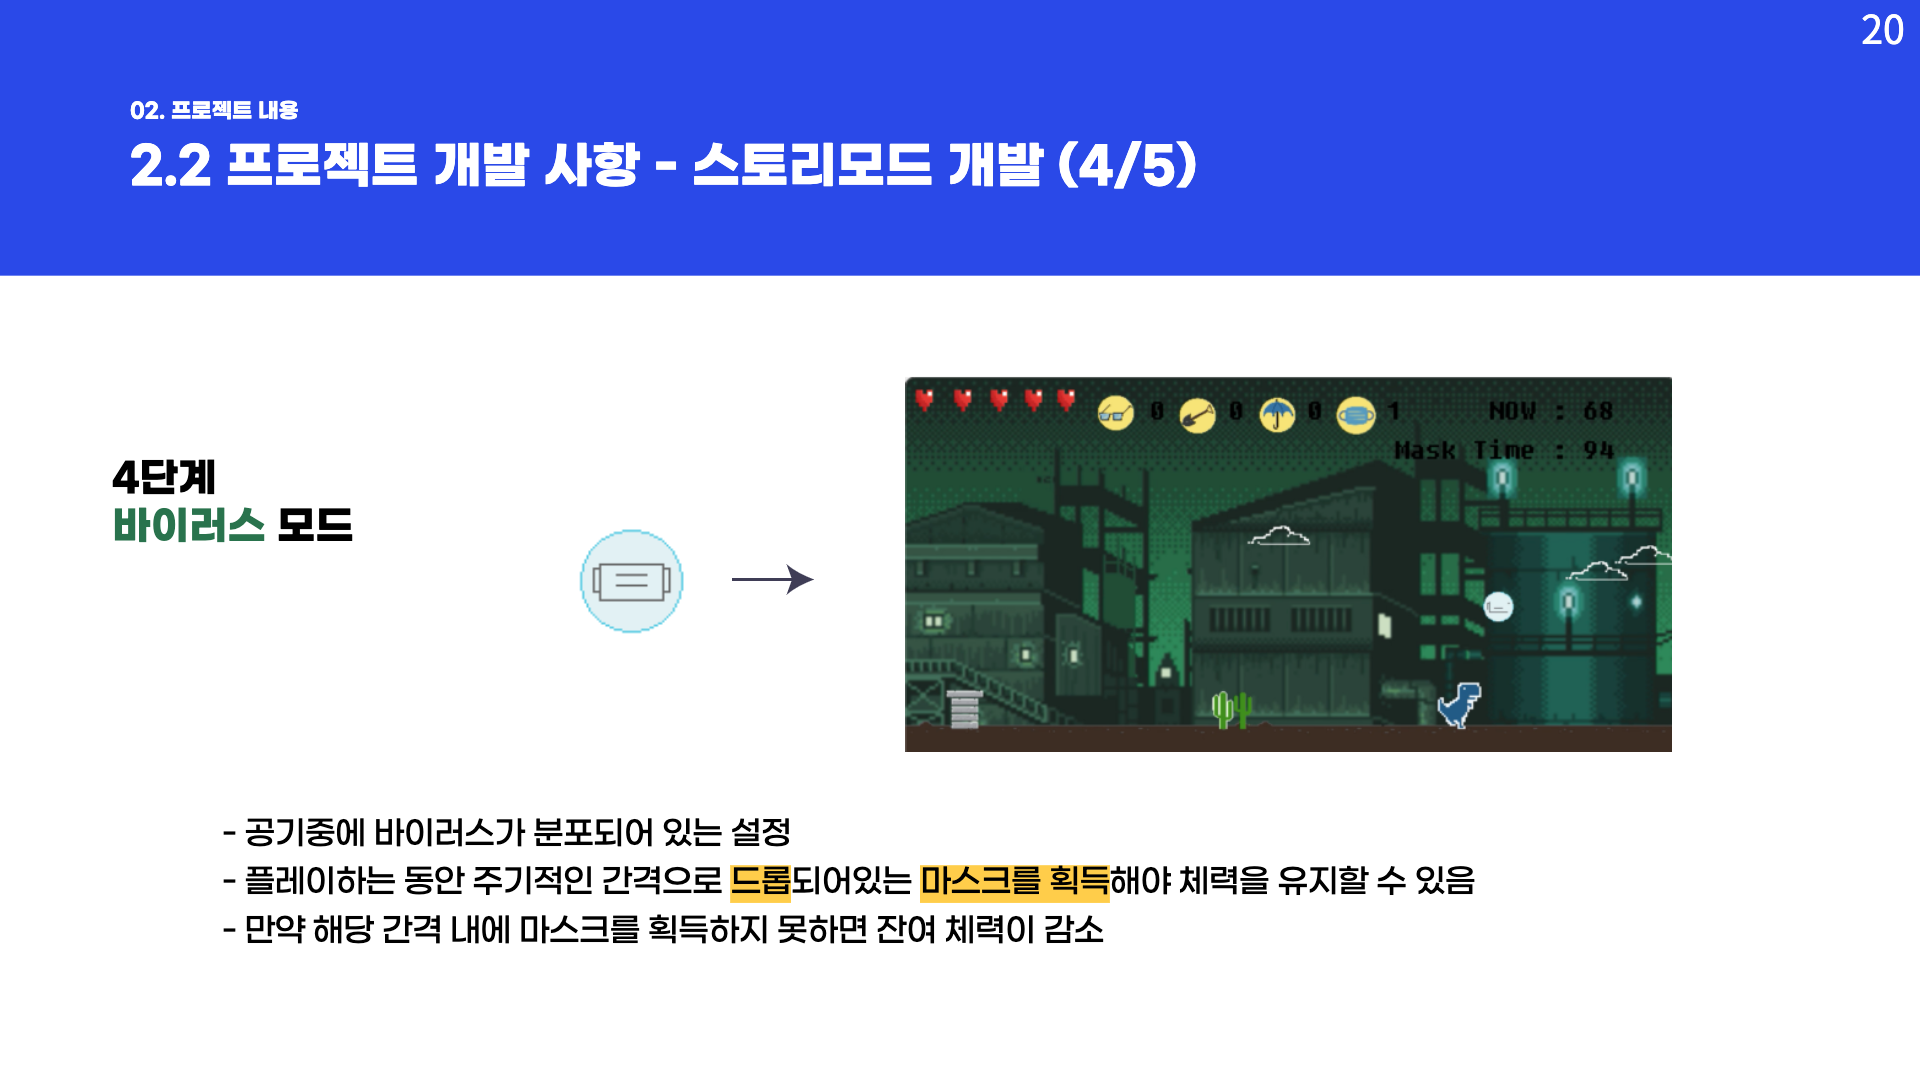 20
02. 프로젝트 내용
2.2 프로젝트 개발 사항 - 스토리모드 개발 (4/5)
4단계
바이러스 모드
0 0 0 1 NOW : 68
Mask Time : 94
- 공기중에 바이러스가 분포되어 있는 설정
- 플레이하는 동안 주기적인 간격으로 드롭되어있는 마스크를 획득해야 체력을 유지할 수 있음
- 만약 해당 간격 내에 마스크를 획득하지 못하면 잔여 체력이 감소